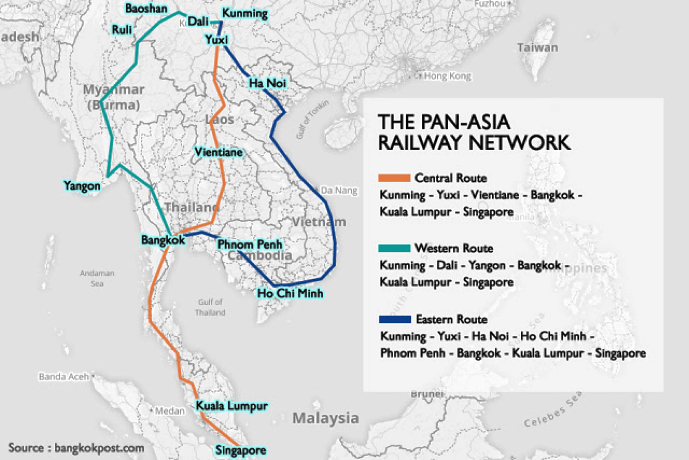 Baoshan
Dali
Kunming
Ruli
Yuxi
Fuzhou
adesh
Taiwan
Ha Noi
Hong Kong
Myanmar
(Burma)
Gulf of Tonkin
Laos
Vientiane
Yangon
Da Nang
Thailand
Vietnam
Bangkok
Phnom Penh
Cambodia
Andaman
Sea
Gulf of
Thailand
Ho Chi Minh
Banda Aceh
Medan
Kuala Lumpur
Malaysia
Brunei
Celebes Sea
Singapore
THE PAN-ASIA
RAILWAY NETWORK
Central Route
Kunming - Yuxi - Vientiane - Bangkok -
Kuala Lumpur - Singapore
Western Route
Kunming - Dali - Yangon - Bangkok -
Kuala Lumpur - Singapore
Philippines
Eastern Route
Kunming - Yuxi - Ha Noi - Ho Chi Minh -
Phnom Penh - Bangkok - Kuala Lumpur - Singapore
Source : bangkokpost.com